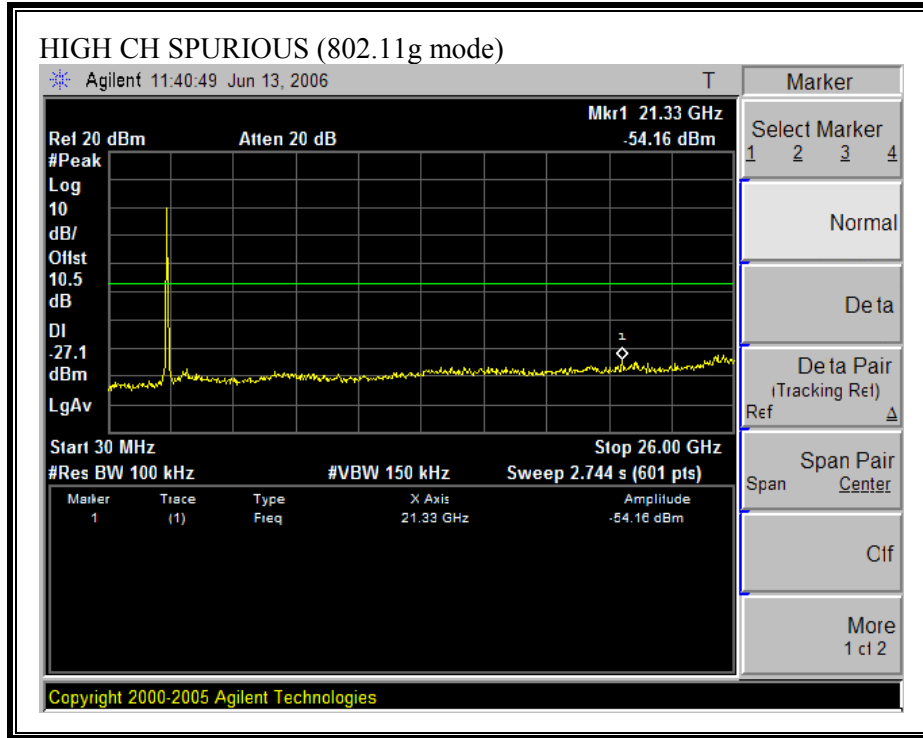 HIGH CH SPURIOUS (802.11g mode)
Agilent 11:40:49 Jun 13, 2006 T
Mkr1 21.33 GHz
Ref 20 dBm Atten 20 dB -54.16 dBm
#Peak
Log
10
dB/
Offst
10.5
dB
DI
-27.1
dBm
LgAv
1
Start 30 MHz Stop 26.00 GHz
#Res BW 100 kHz #VBW 150 kHz Sweep 2.744 s (601 pts)
Marker Trace Type X Axis Amplitude
1 (1) Freq 21.33 GHz -54.16 dBm
Copyright 2000-2005 Agilent Technologies
Marker
Select Marker
1 2 3 4
Normal
Delta
Delta Pair
(Tracking Ref)
Ref Δ
Span Pair
Span Center
Off
More
1 of 2